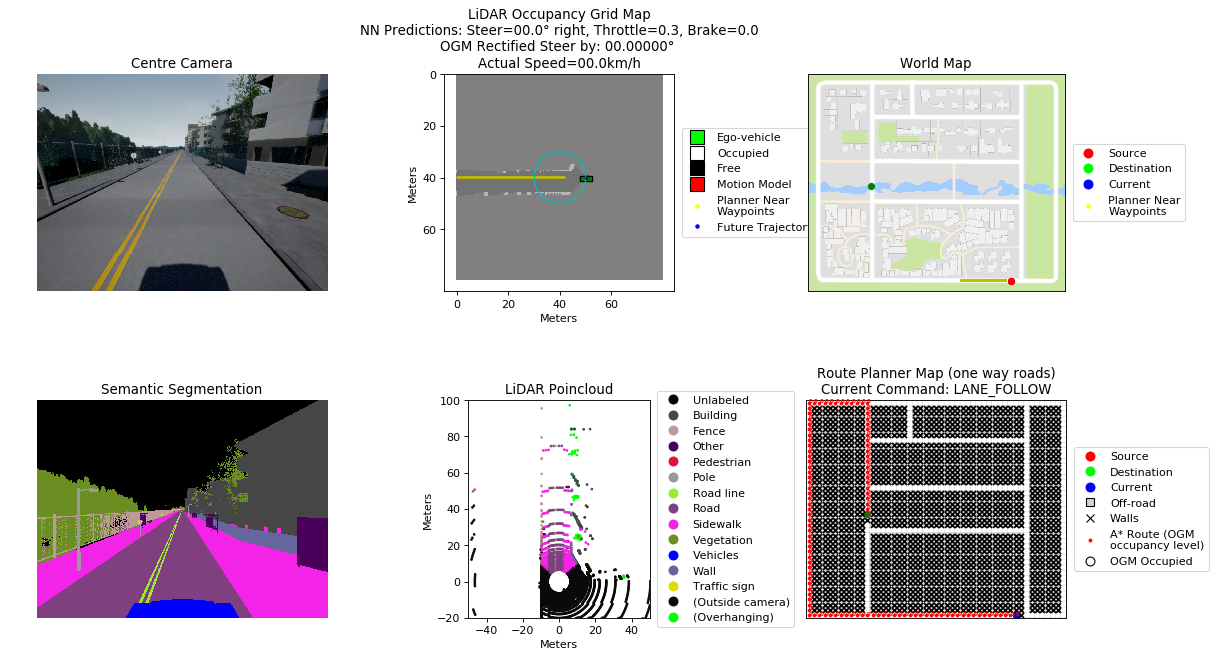 LiDAR Occupancy Grid Map
NN Predictions: Steer=00.0° right, Throttle=0.3, Brake=0.0
OGM Rectified Steer by: 00.00000°
Actual Speed=00.0km/h
Centre Camera
World Map
0
20
40
60
Meters
0
20
40
60
Meters
Ego-vehicle
Occupied
Free
Motion Model
Planner Near
Waypoints
Future Trajector
Source
Destination
Current
Planner Near
Waypoints
Semantic Segmentation
LiDAR Poincloud
Route Planner Map (one way roads)
Current Command: LANE_FOLLOW
100
80
60
40
20
0
−20
Meters
−40
−20
0
20
40
Meters
Unlabeled
Building
Fence
Other
Pedestrian
Pole
Road line
Road
Sidewalk
Vegetation
Vehicles
Wall
Traffic sign
(Outside camera)
(Overhanging)
Source
Destination
Current
Off-road
Walls
A* Route (OGM
occupancy level)
OGM Occupied